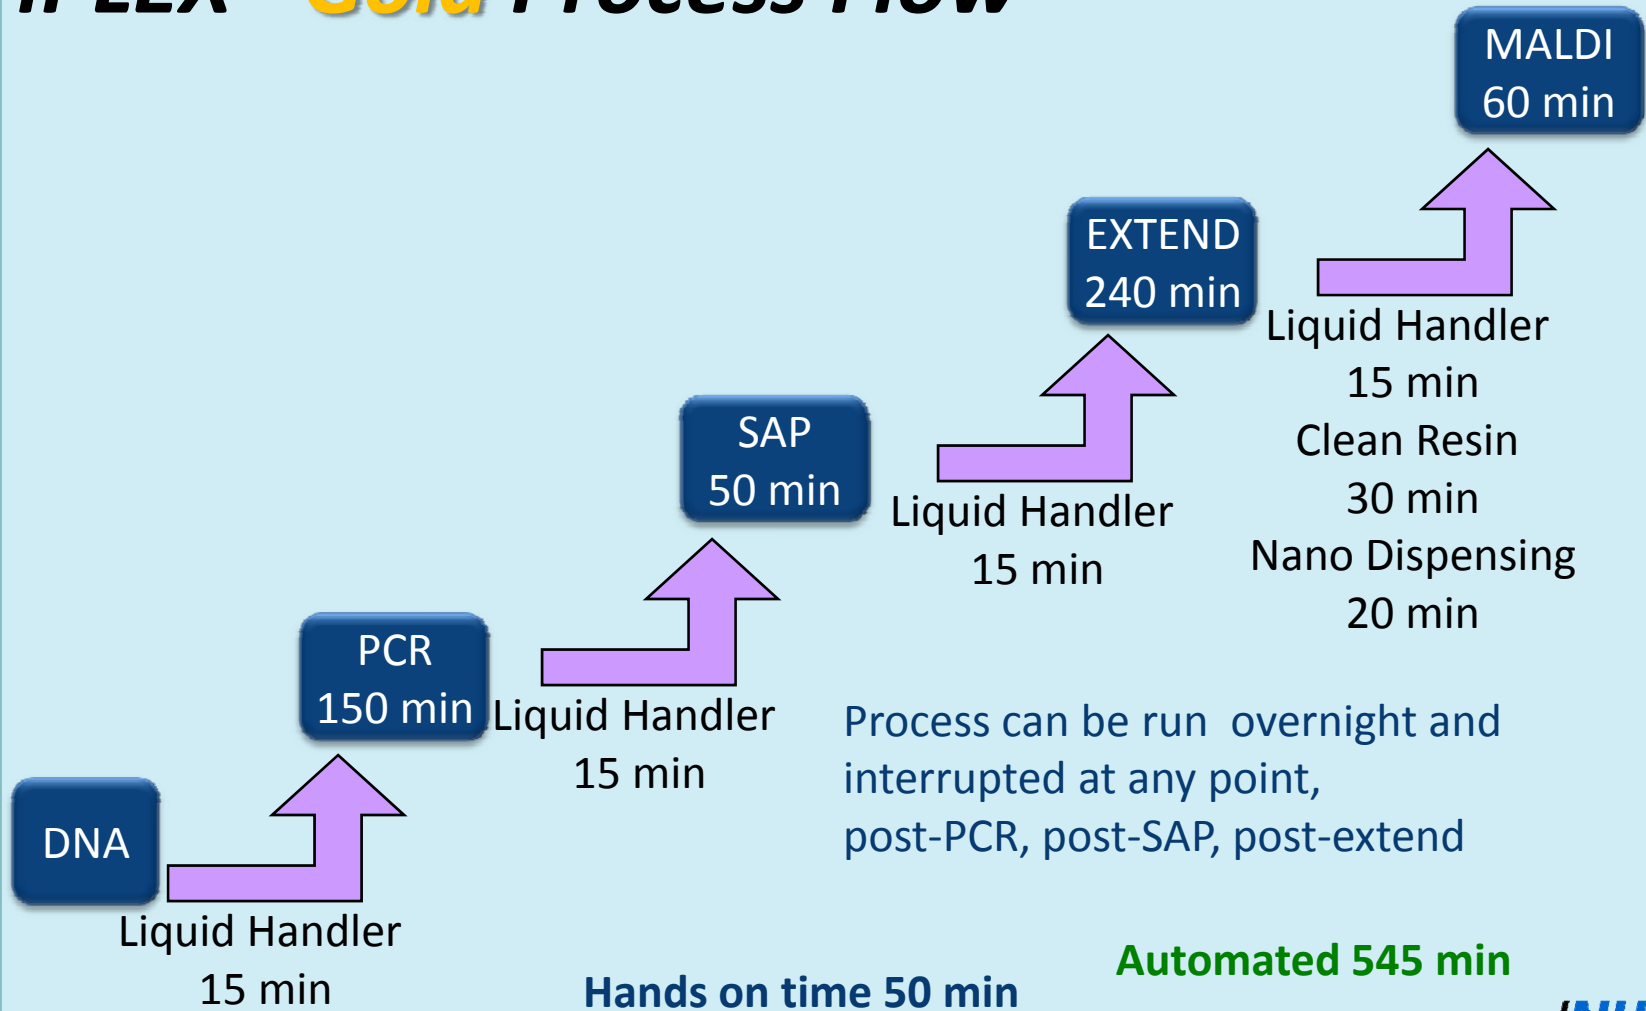 Gold Process Flow
MALDI
60 min
EXTEND
240 min
Liquid Handler
15 min
Clean Resin
30 min
Nano Dispensing
20 min
SAP
50 min
Liquid Handler
15 min
PCR
150 min
Liquid Handler
15 min
Process can be run overnight and
interrupted at any point,
post-PCR, post-SAP, post-extend
DNA
Liquid Handler
15 min
Hands on time 50 min
Automated 545 min